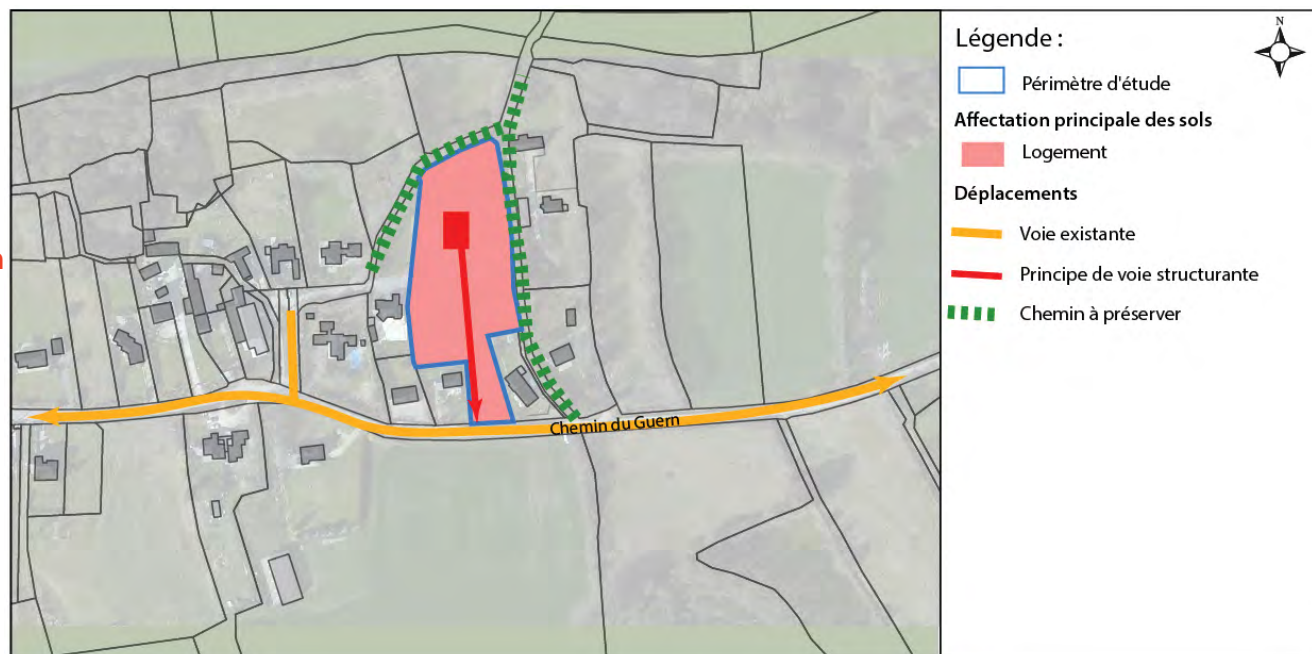 Légende :
N
Périmètre d'étude
Affectation principale des sols
Logement
Déplacements
Voie existante
Principe de voie structurante
Chemin à préserver
Chemin du Guern